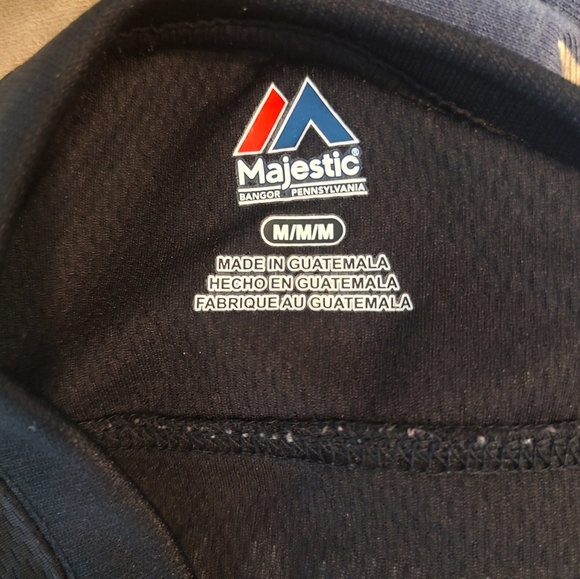 Majestic®
BANGOR PENNSYLVANIA
M/M/M
MADE IN GUATEMALA
HECHO EN GUATEMALA
FABRIQUE AU GUATEMALA